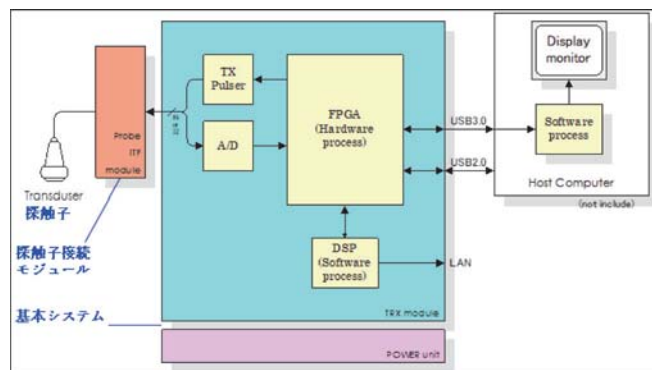 TX
Pulser
A/D
FPGA
(Hardware
process)
DSP
(Software
process)
LAN
USB3.0
USB2.0
Display
monitor
Software
process
Host Computer
(not include)
Probe
ITF
module
Transduser
探触子
探触子接続
モジュール
基本システム
TRX module
POWER unit